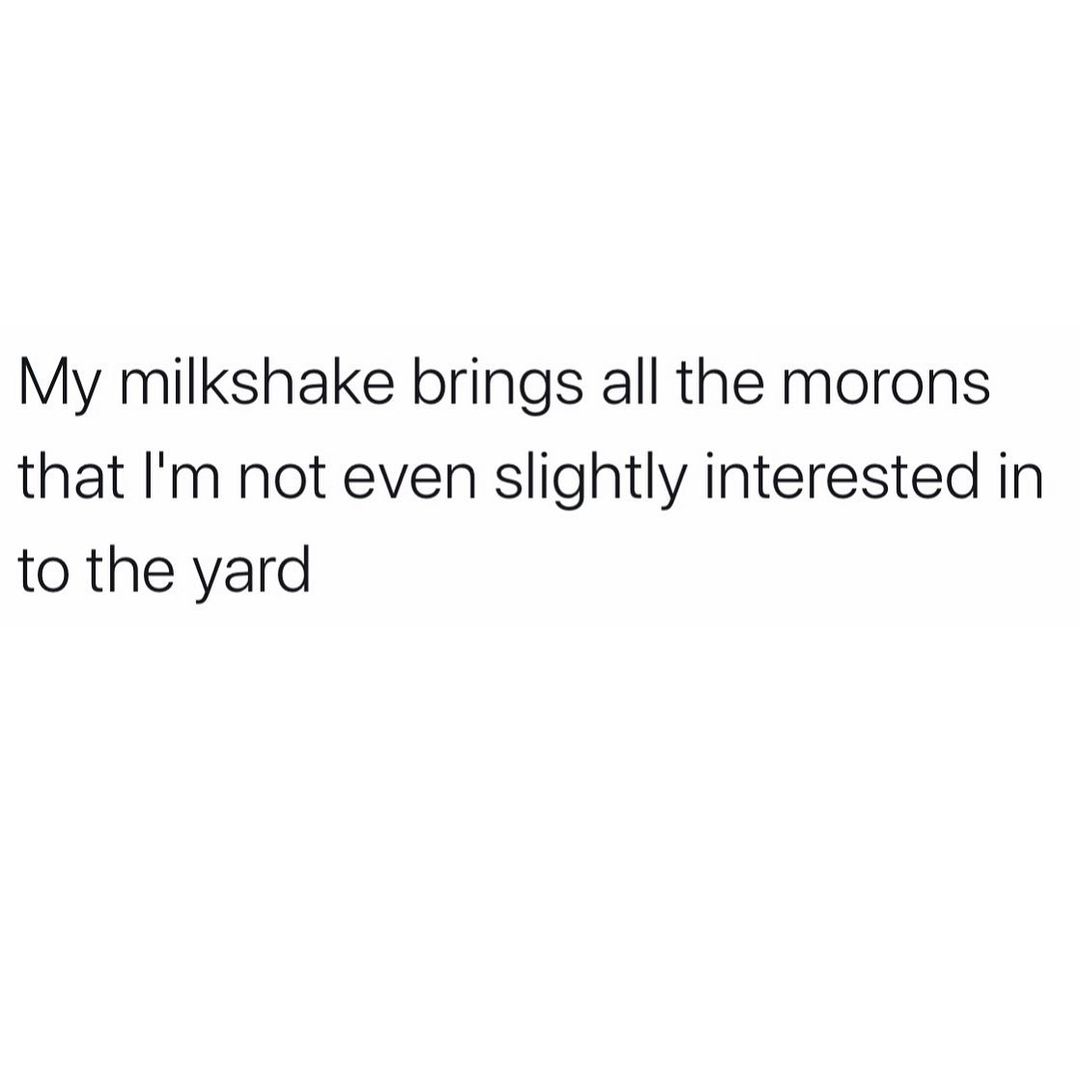 My milkshake brings all the morons
that I'm not even slightly interested in
to the yard